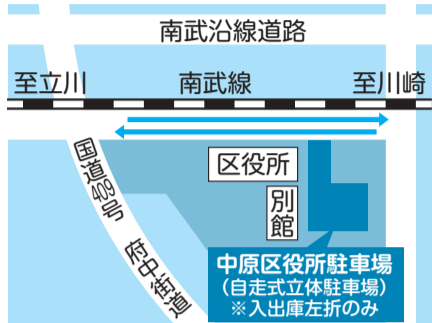 南武沿線道路
至立川
南武線
至川崎
国道409号
府中街道
区役所
別館
中原区役所駐車場
(自走式立体駐車場)
※入出庫左折のみ